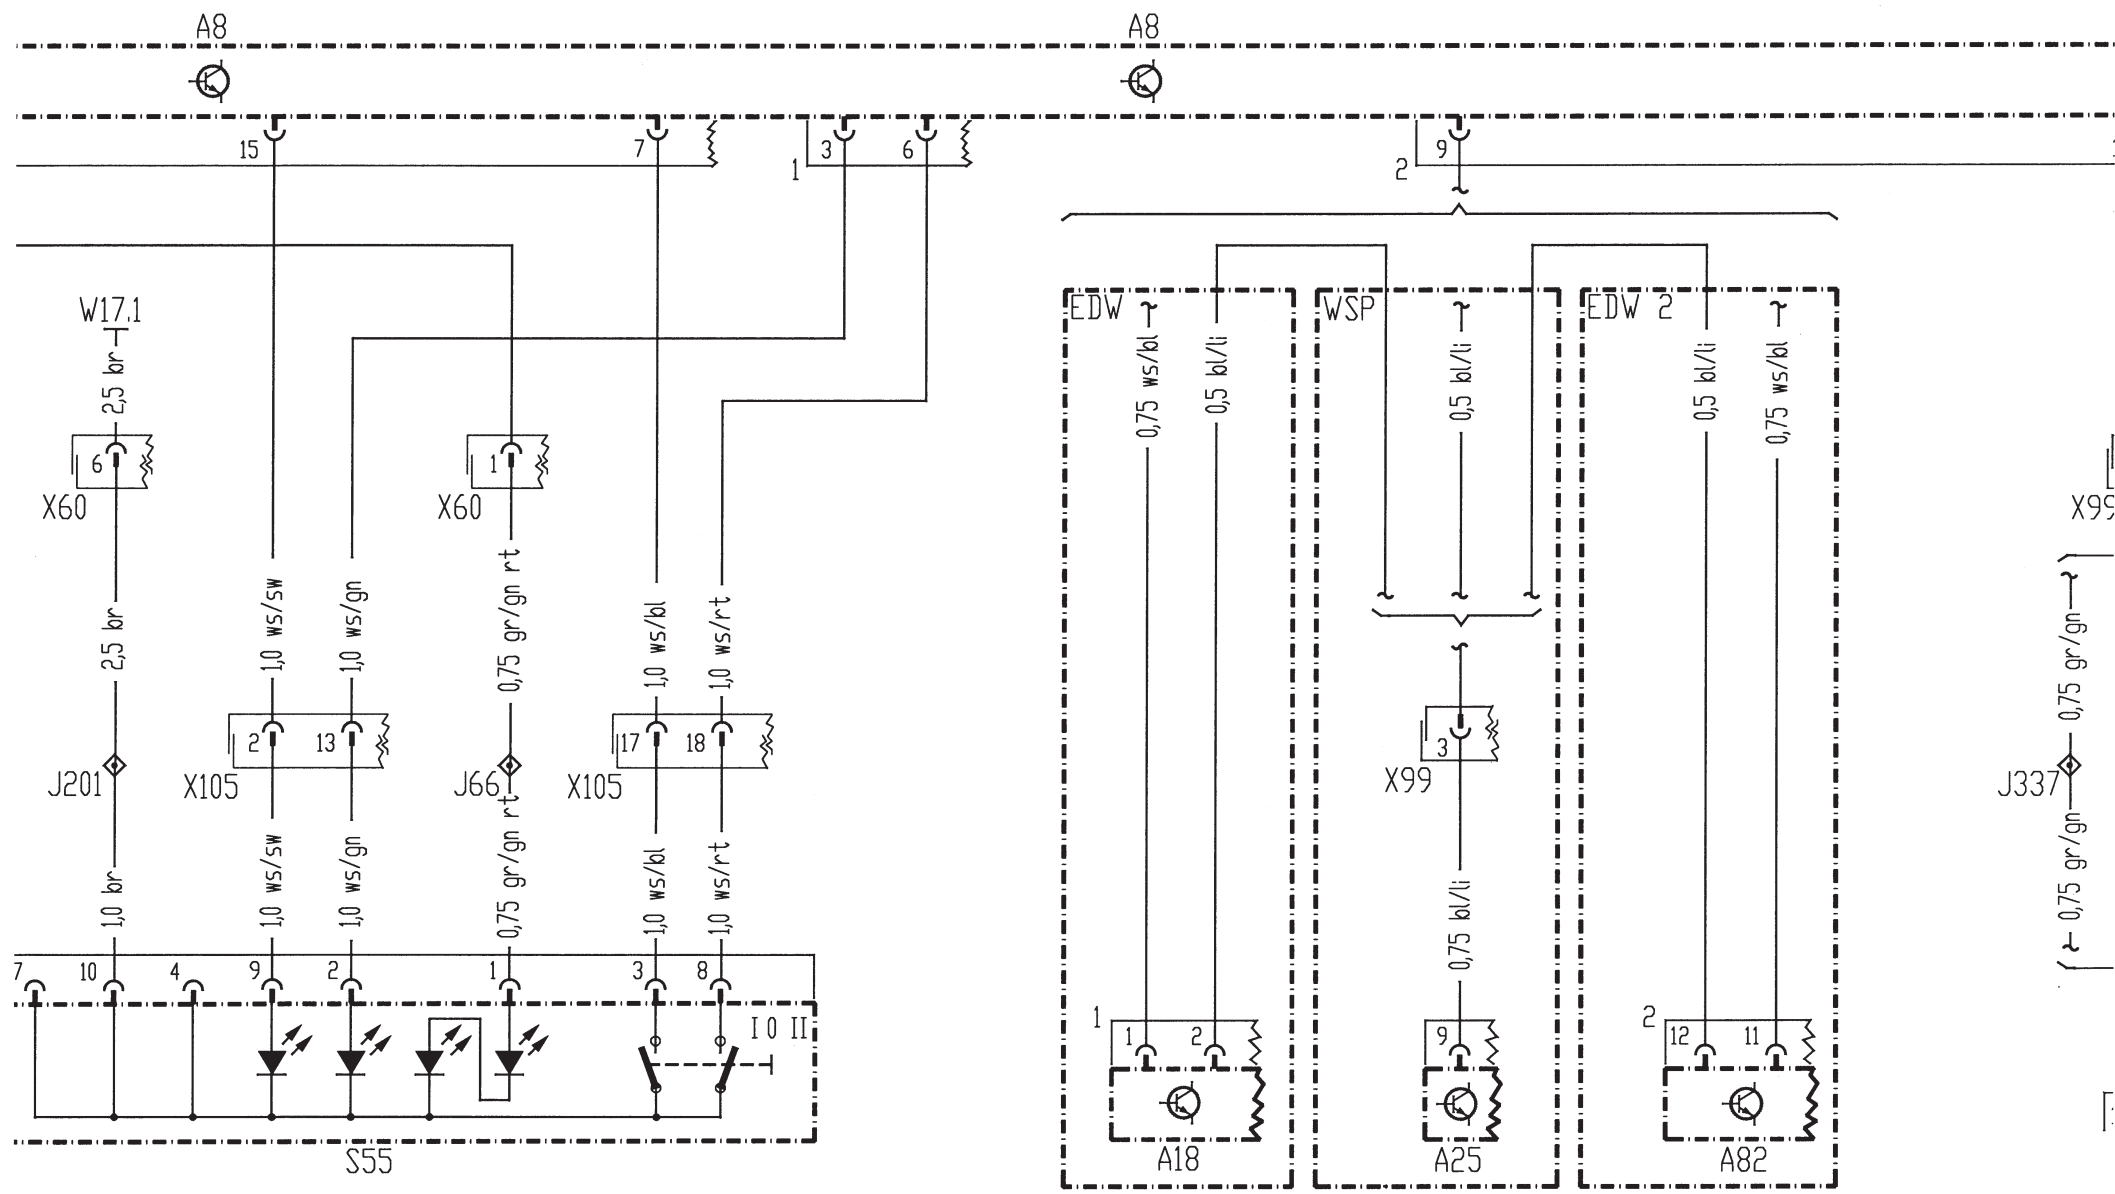 A8
A8
15
7
3
6
1
9
2
W17.1
2,5 br
6
X60
1
X60
EDW
WSP
EDW 2
0,75 ws/bl
0,5 bl/li
0,5 bl/li
0,5 bl/li
0,75 ws/bl
X99
2,5 br
1,0 ws/sw
1,0 ws/gn
0,75 gr/gn rt
1,0 ws/bl
1,0 ws/rt
0,75 gr/gn
2
13
17
18
3
J201
X105
J66
X105
X99
J337
1,0 br
1,0 ws/sw
1,0 ws/gn
0,75 gr/gn rt
1,0 ws/bl
1,0 ws/rt
0,75 bl/li
0,75 gr/gn
7
10
4
9
2
1
3
8
I 0 II
1
1
2
9
2
12
11
S55
A18
A25
A82